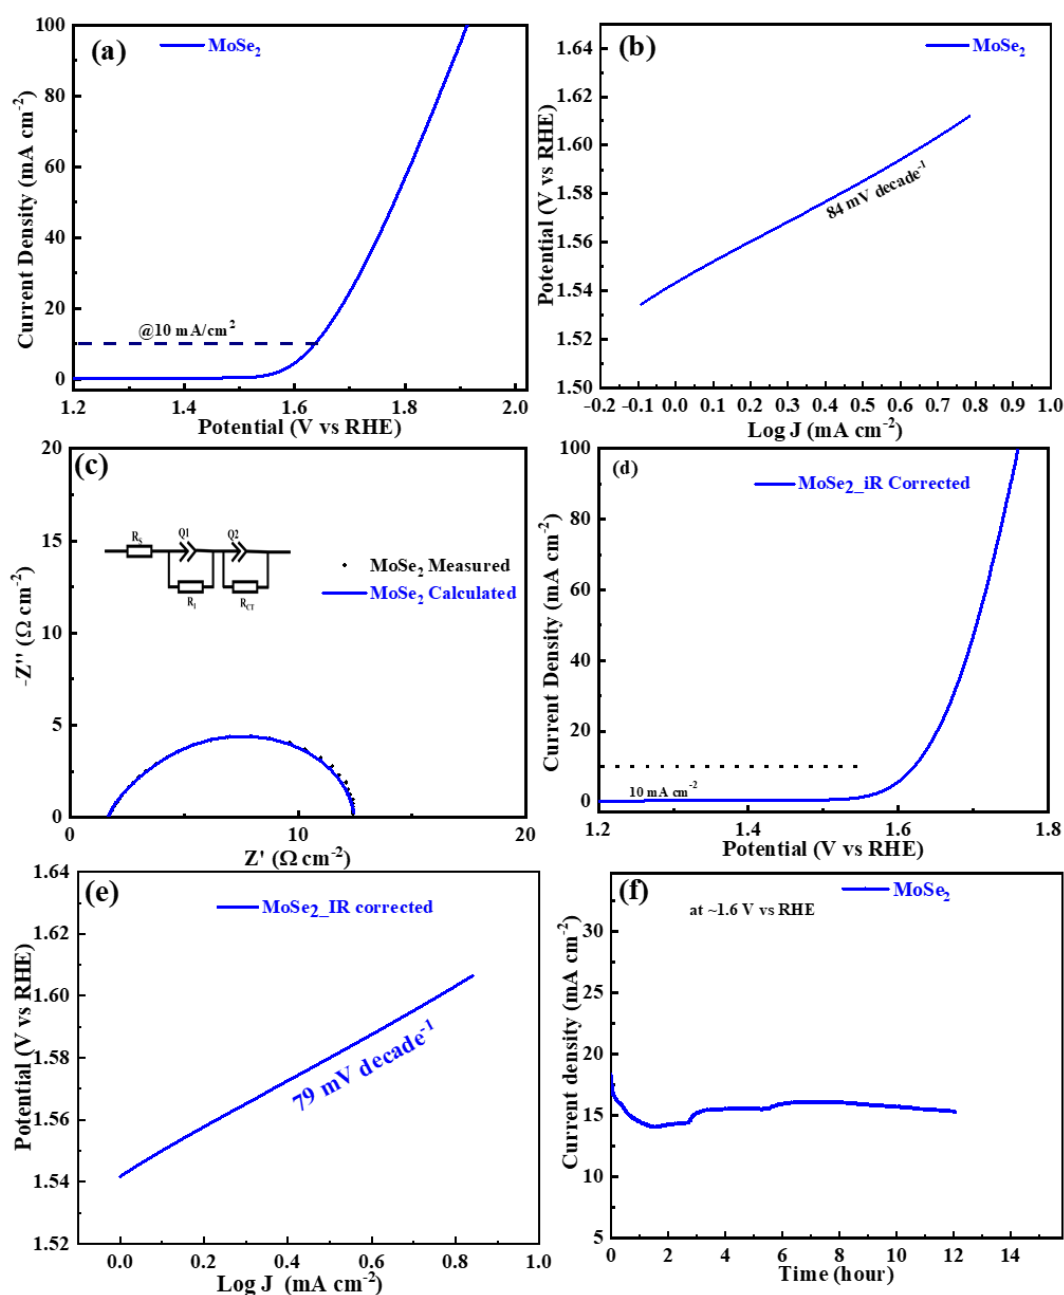 (a)
MoSe2
Current Density (mA cm-2)
100
80
60
40
20
0
@10 mA/cm2
1.2 1.4 1.6 1.8 2.0
Potential (V vs RHE)
(b)
MoSe2
Potential (V vs RHE)
1.64
1.62
1.60
1.58
1.56
1.54
1.52
1.50
84 mV decade-1
-0.2 -0.1 0.0 0.1 0.2 0.3 0.4 0.5 0.6 0.7 0.8 0.9 1.0
Log J (mA cm-2)
(c)
-Z'' (Ω cm-2)
20
15
10
5
0
RS
Q1
Q2
R1
RCT
MoSe2 Measured
MoSe2 Calculated
0 10 20
Z' (Ω cm-2)
(d)
MoSe2_iR Corrected
Current Density (mA cm-2)
100
80
60
40
20
0
10 mA cm-2
1.2 1.4 1.6 1.8
Potential (V vs RHE)
(e)
MoSe2_IR corrected
Potential (V vs RHE)
1.64
1.62
1.60
1.58
1.56
1.54
1.52
79 mV decade-1
0.0 0.2 0.4 0.6 0.8 1.0
Log J (mA cm-2)
(f)
MoSe2
at ~1.6 V vs RHE
Current density (mA cm-2)
30
25
20
15
10
5
0 2 4 6 8 10 12 14
Time (hour)